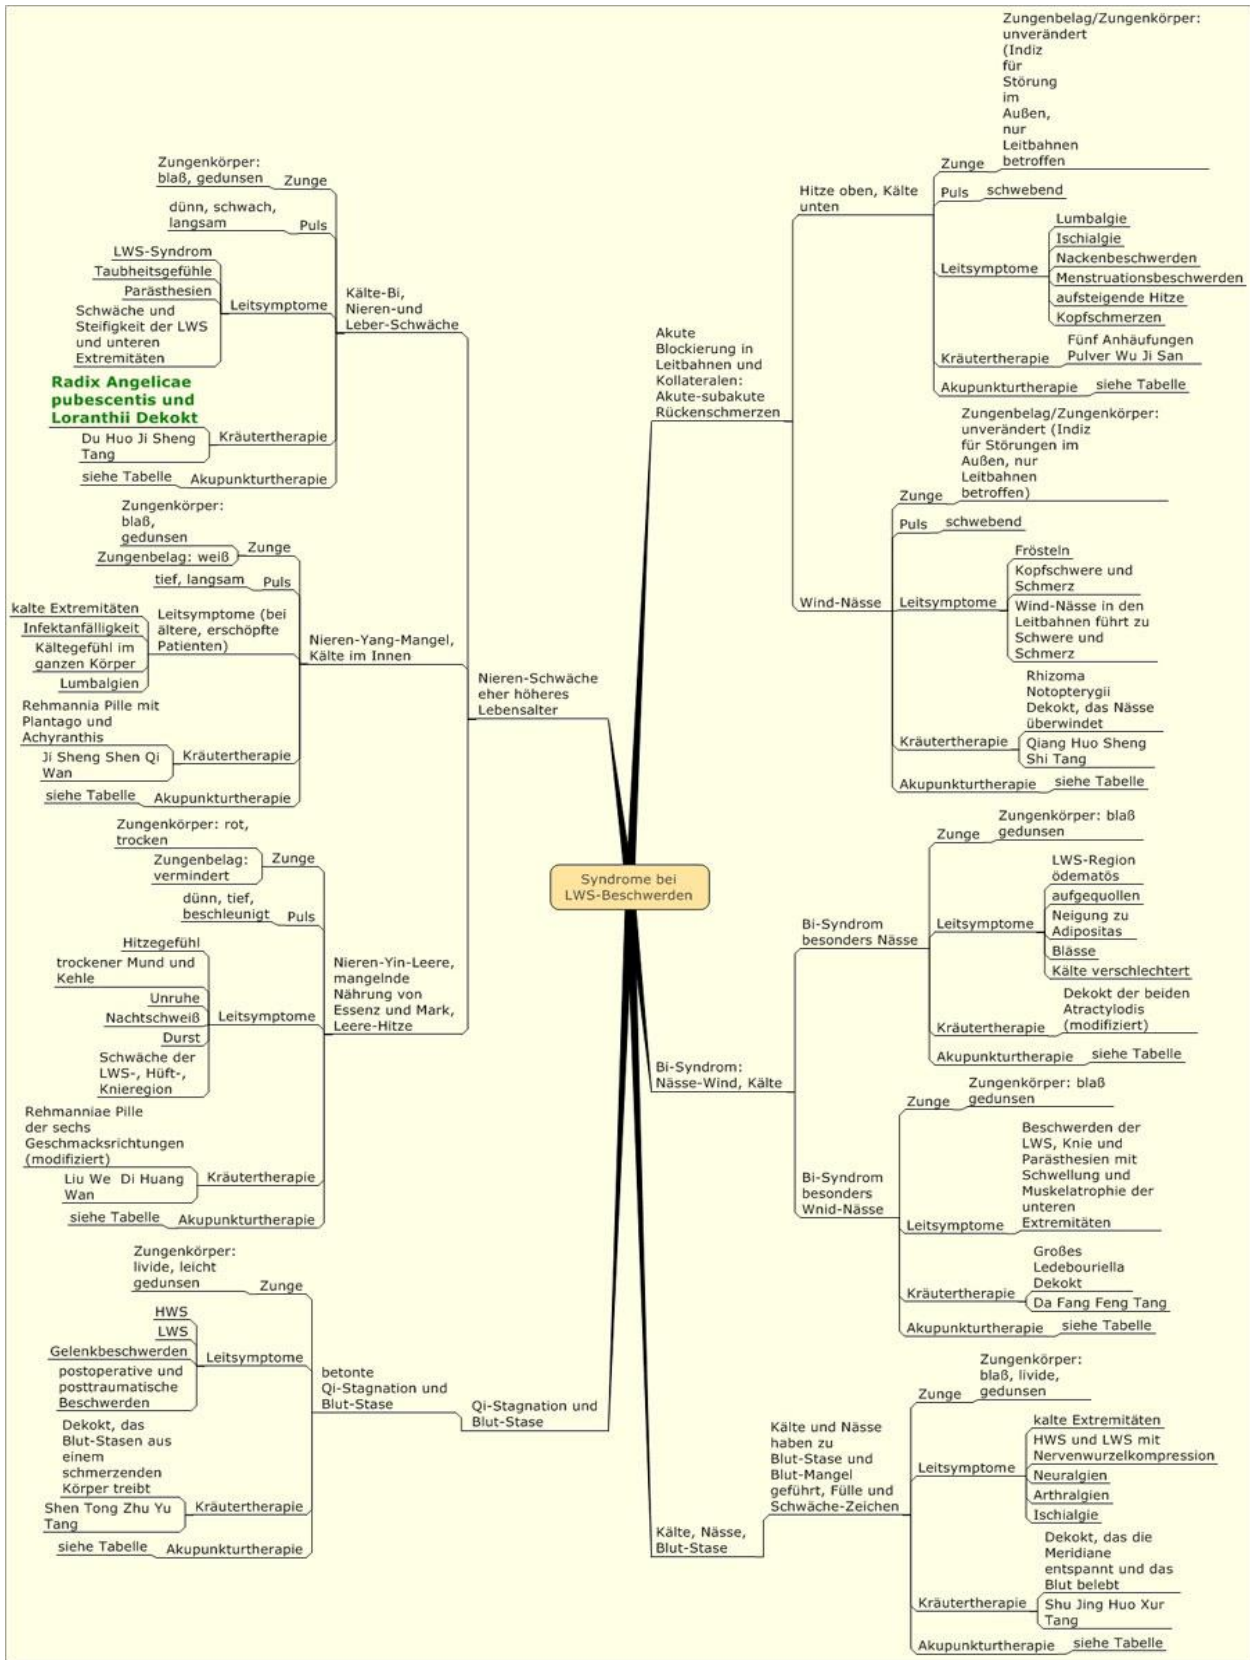 Syndrome bei
LWS-Beschwerden
Akute
Blockierung in
Leitbahnen und
Kollateralen:
Akute-subakute
Rückenschmerzen
Hitze oben, Kälte
unten
Zunge
Zungenbelag/Zungenkörper:
unverändert
(Indiz
für
Störung
im
Außen,
nur
Leitbahnen
betroffen
Puls
schwebend
Leitsymptome
Lumbalgie
Ischialgie
Nackenbeschwerden
Menstruationsbeschwerden
aufsteigende Hitze
Kopfschmerzen
Kräutertherapie
Fünf Anhäufungen
Pulver Wu Ji San
Akupunkturtherapie
siehe Tabelle
Wind-Nässe
Zunge
Zungenbelag/Zungenkörper:
unverändert (Indiz
für Störungen im
Außen, nur
Leitbahnen
betroffen)
Puls
schwebend
Leitsymptome
Frösteln
Kopfschwere und
Schmerz
Wind-Nässe in den
Leitbahnen führt zu
Schwere und
Schmerz
Kräutertherapie
Rhizoma
Notopterygii
Dekokt, das Nässe
überwindet
Qiang Huo Sheng
Shi Tang
Akupunkturtherapie
siehe Tabelle
Bi-Syndrom:
Nässe-Wind, Kälte
Bi-Syndrom
besonders Nässe
Zunge
Zungenkörper: blaß
gedunsen
Leitsymptome
LWS-Region
ödematös
aufgequollen
Neigung zu
Adipositas
Blässe
Kälte verschlechtert
Kräutertherapie
Dekokt der beiden
Atractylodis
(modifiziert)
Akupunkturtherapie
siehe Tabelle
Bi-Syndrom
besonders
Wnid-Nässe
Zunge
Zungenkörper: blaß
gedunsen
Leitsymptome
Beschwerden der
LWS, Knie und
Parästhesien mit
Schwellung und
Muskelatrophie der
unteren
Extremitäten
Kräutertherapie
Großes
Ledebouriella
Dekokt
Da Fang Feng Tang
Akupunkturtherapie
siehe Tabelle
Kälte, Nässe,
Blut-Stase
Kälte und Nässe
haben zu
Blut-Stase und
Blut-Mangel
geführt, Fülle und
Schwäche-Zeichen
Zunge
Zungenkörper:
blaß, livide,
gedunsen
Leitsymptome
kalte Extremitäten
HWS und LWS mit
Nervenwurzelkompression
Neuralgien
Arthralgien
Ischialgie
Kräutertherapie
Dekokt, das die
Meridiane
entspannt und das
Blut belebt
Shu Jing Huo Xur
Tang
Akupunkturtherapie
siehe Tabelle
Nieren-Schwäche
eher höheres
Lebensalter
Kälte-Bi,
Nieren-und
Leber-Schwäche
Zunge
Zungenkörper:
blaß, gedunsen
Puls
dünn, schwach,
langsam
Leitsymptome
LWS-Syndrom
Taubheitsgefühle
Parästhesien
Schwäche und
Steifigkeit der LWS
und unteren
Extremitäten
Kräutertherapie
Radix Angelicae
pubescentis und
Loranthii Dekokt
Du Huo Ji Sheng
Tang
Akupunkturtherapie
siehe Tabelle
Nieren-Yang-Mangel,
Kälte im Innen
Zunge
Zungenkörper:
blaß,
gedunsen
Zungenbelag: weiß
Puls
tief, langsam
Leitsymptome (bei
ältere, erschöpfte
Patienten)
kalte Extremitäten
Infektanfälligkeit
Kältegefühl im
ganzen Körper
Lumbalgien
Kräutertherapie
Rehmannia Pille mit
Plantago und
Achyranthis
Ji Sheng Shen Qi
Wan
Akupunkturtherapie
siehe Tabelle
Nieren-Yin-Leere,
mangelnde
Nährung von
Essenz und Mark,
Leere-Hitze
Zunge
Zungenkörper: rot,
trocken
Zungenbelag:
vermindert
Puls
dünn, tief,
beschleunigt
Leitsymptome
Hitzegefühl
trockener Mund und
Kehle
Unruhe
Nachtschweiß
Durst
Schwäche der
LWS-, Hüft-,
Knieregion
Kräutertherapie
Rehmanniae Pille
der sechs
Geschmacksrichtungen
(modifiziert)
Liu We Di Huang
Wan
Akupunkturtherapie
siehe Tabelle
Qi-Stagnation und
Blut-Stase
betonte
Qi-Stagnation und
Blut-Stase
Zunge
Zungenkörper:
livide, leicht
gedunsen
Leitsymptome
HWS
LWS
Gelenkbeschwerden
postoperative und
posttraumatische
Beschwerden
Kräutertherapie
Dekokt, das
Blut-Stasen aus
einem
schmerzenden
Körper treibt
Shen Tong Zhu Yu
Tang
Akupunkturtherapie
siehe Tabelle